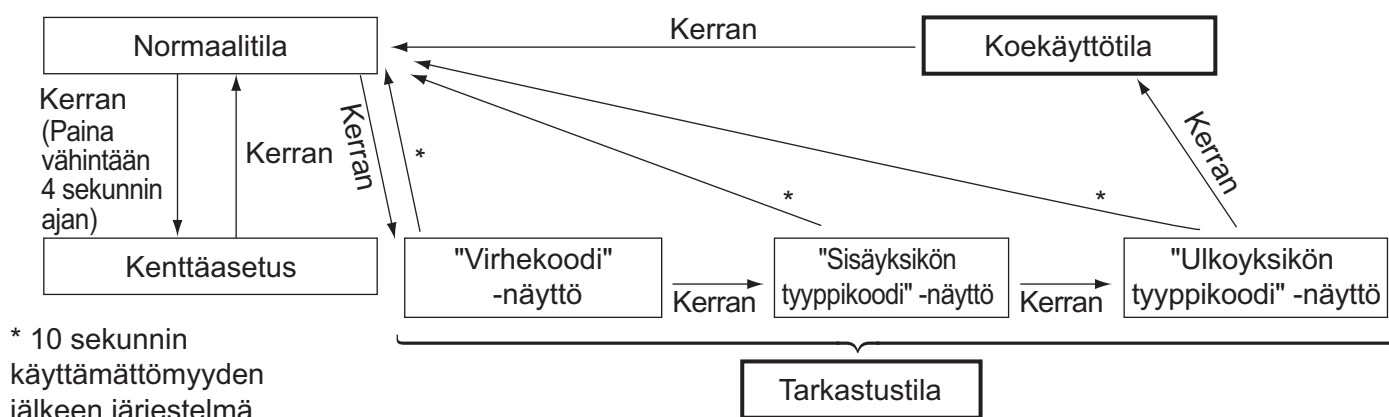 Normaalitila
Kerran
Koekäyttötila
Kerran
(Paina
vähintään
4 sekunnin
ajan)
Kerran
Kerran
*
*
*
Kerran
Kenttäasetus
"Virhekoodi"
-näyttö
Kerran
"Sisäyksikön
tyyppikoodi" -näyttö
Kerran
"Ulkoyksikön
tyyppikoodi" -näyttö
* 10 sekunnin
käyttämättömyyden
jälkeen järjestelmä
Tarkastustila